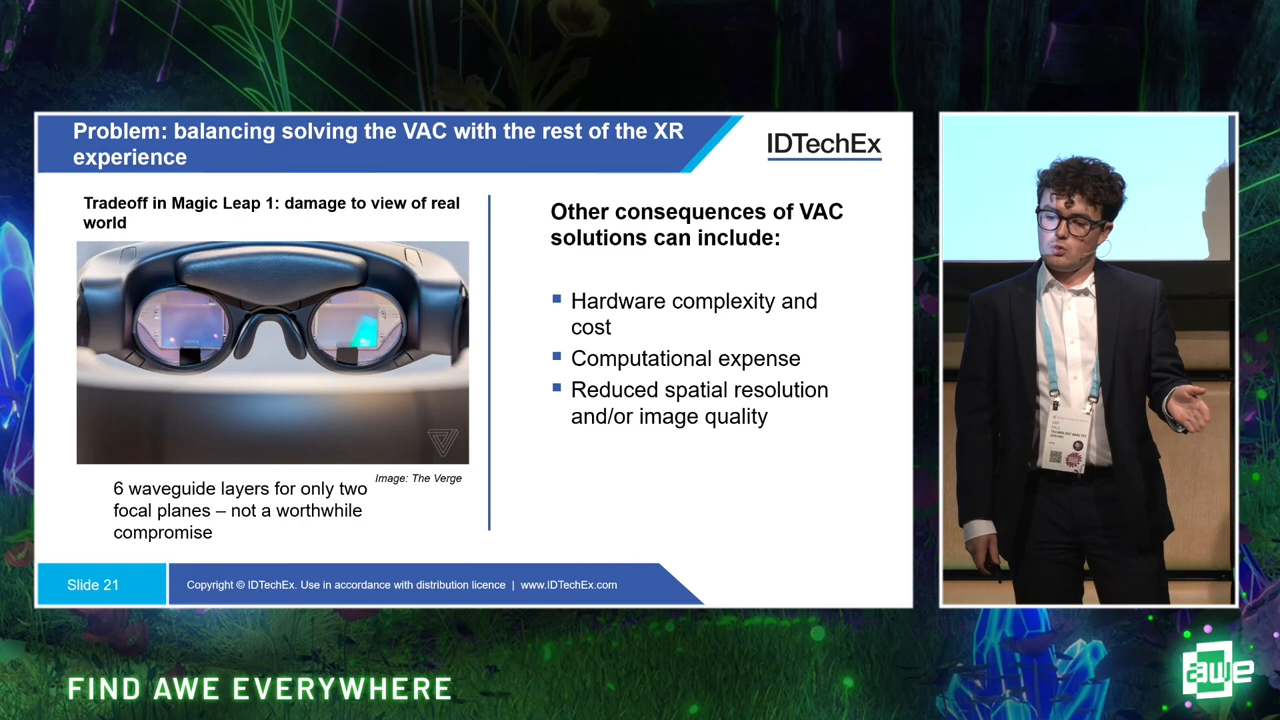 Problem: balancing solving the VAC with the rest of the XR
experience
IDTechEx
Tradeoff in Magic Leap 1: damage to view of real
world
Image: The Verge
6 waveguide layers for only two
focal planes – not a worthwhile
compromise
Other consequences of VAC
solutions can include:
Hardware complexity and
cost
Computational expense
Reduced spatial resolution
and/or image quality
Slide 21
Copyright © IDTechEx. Use in accordance with distribution licence | www.IDTechEx.com
TECHNOLOGY ANALYST
FIND AWE EVERYWHERE
awe